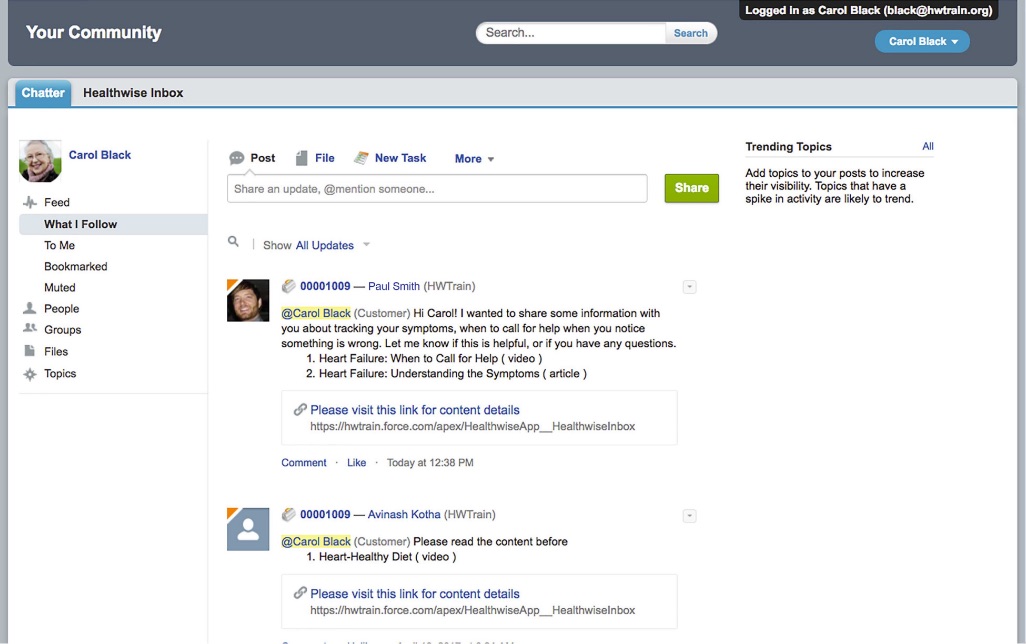 Logged in as Carol Black (black@hwtrain.org)
Your Community
Search...
Search
Carol Black
Chatter
Healthwise Inbox
Carol Black
Feed
What I Follow
To Me
Bookmarked
Muted
People
Groups
Files
Topics
Post
File
New Task
More
Share an update, @mention someone...
Share
Show All Updates
00001009 — Paul Smith (HWTrain)
@Carol Black (Customer) Hi Carol! I wanted to share some information with
you about tracking your symptoms, when to call for help when you notice
something is wrong. Let me know if this is helpful, or if you have any questions.
1. Heart Failure: When to Call for Help ( video )
2. Heart Failure: Understanding the Symptoms ( article )
Please visit this link for content details
https://hwtrain.force.com/apex/HealthwiseApp__HealthwiseInbox
Comment · Like · Today at 12:38 PM
00001009 — Avinash Kotha (HWTrain)
@Carol Black (Customer) Please read the content before
1. Heart-Healthy Diet ( video )
Please visit this link for content details
https://hwtrain.force.com/apex/HealthwiseApp__HealthwiseInbox
Trending Topics
All
Add topics to your posts to increase
their visibility. Topics that have a
spike in activity are likely to trend.